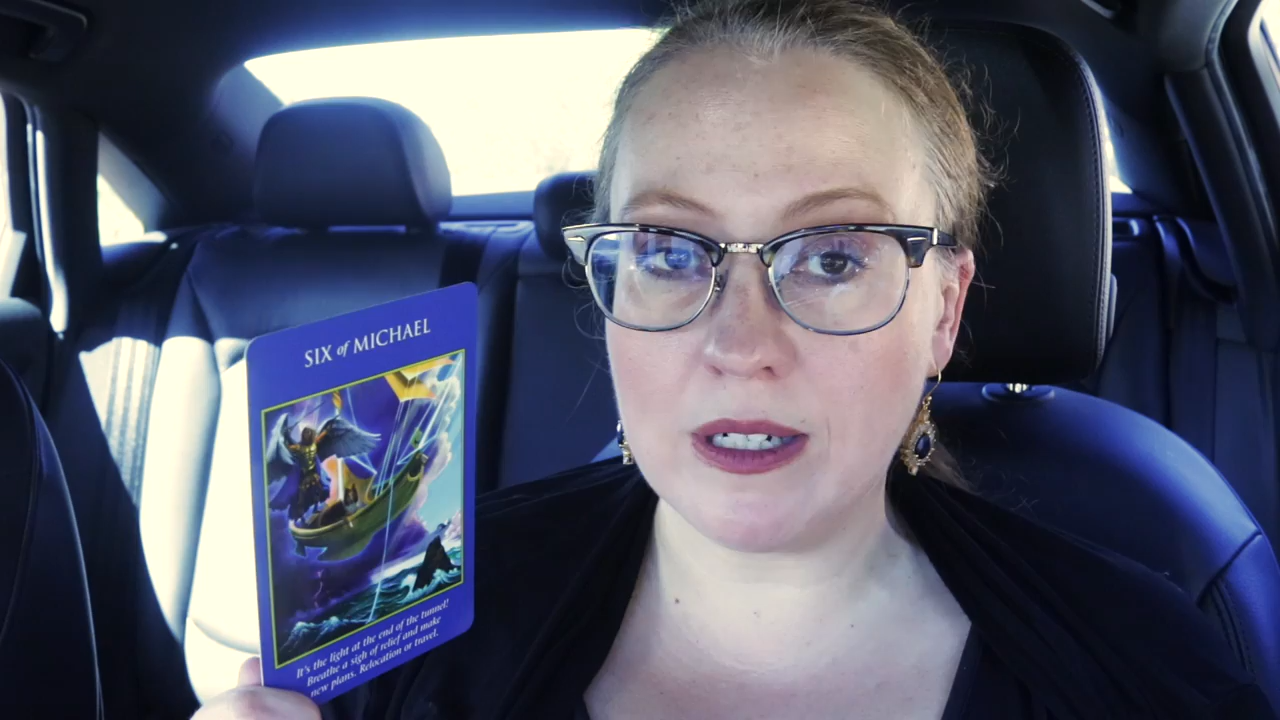 SIX of MICHAEL
It's the light at the end of the tunnel!
Breathe a sigh of relief and make
new plans. Relocation or travel.